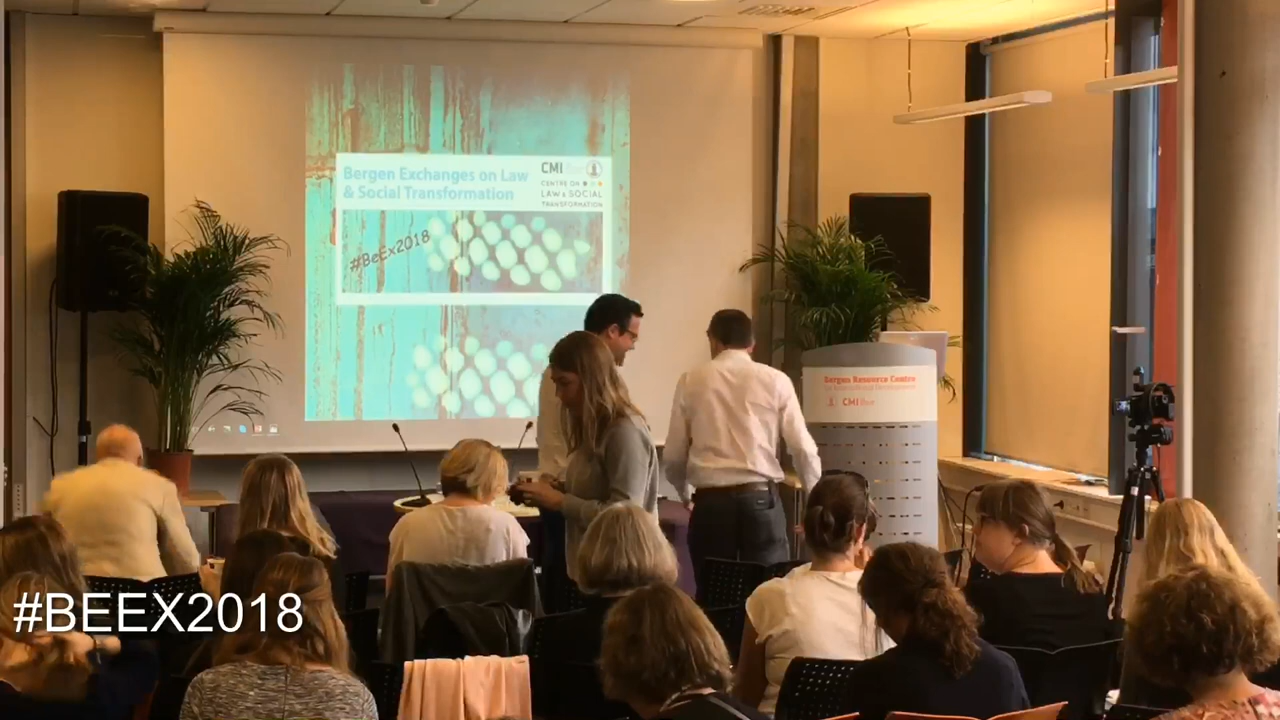 Bergen Exchanges on Law
& Social Transformation
CMI
CENTRE ON
LAW & SOCIAL
TRANSFORMATION
#BeEx2018
Bergen Resource Centre
CMI
#BEEX2018